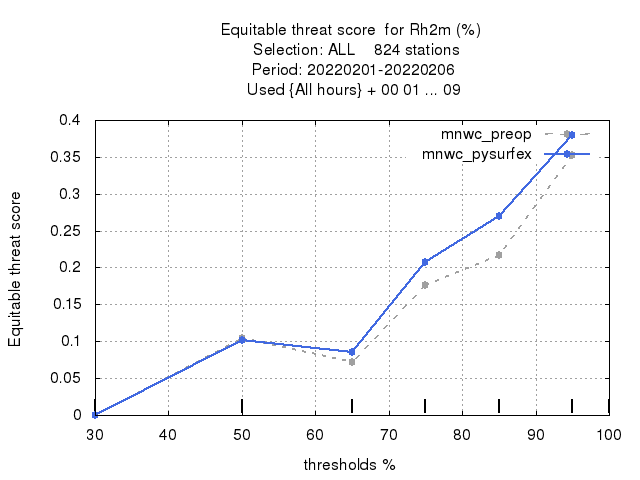 Equitable threat score  for Rh2m (%)
Selection: ALL    824 stations
Period: 20220201-20220206
Used {All hours} + 00 01 ... 09
mnwc_preop
mnwc_pysurfex
Equitable threat score
0.4
0.35
0.3
0.25
0.2
0.15
0.1
0.05
0
30 40 50 60 70 80 90 100
thresholds %